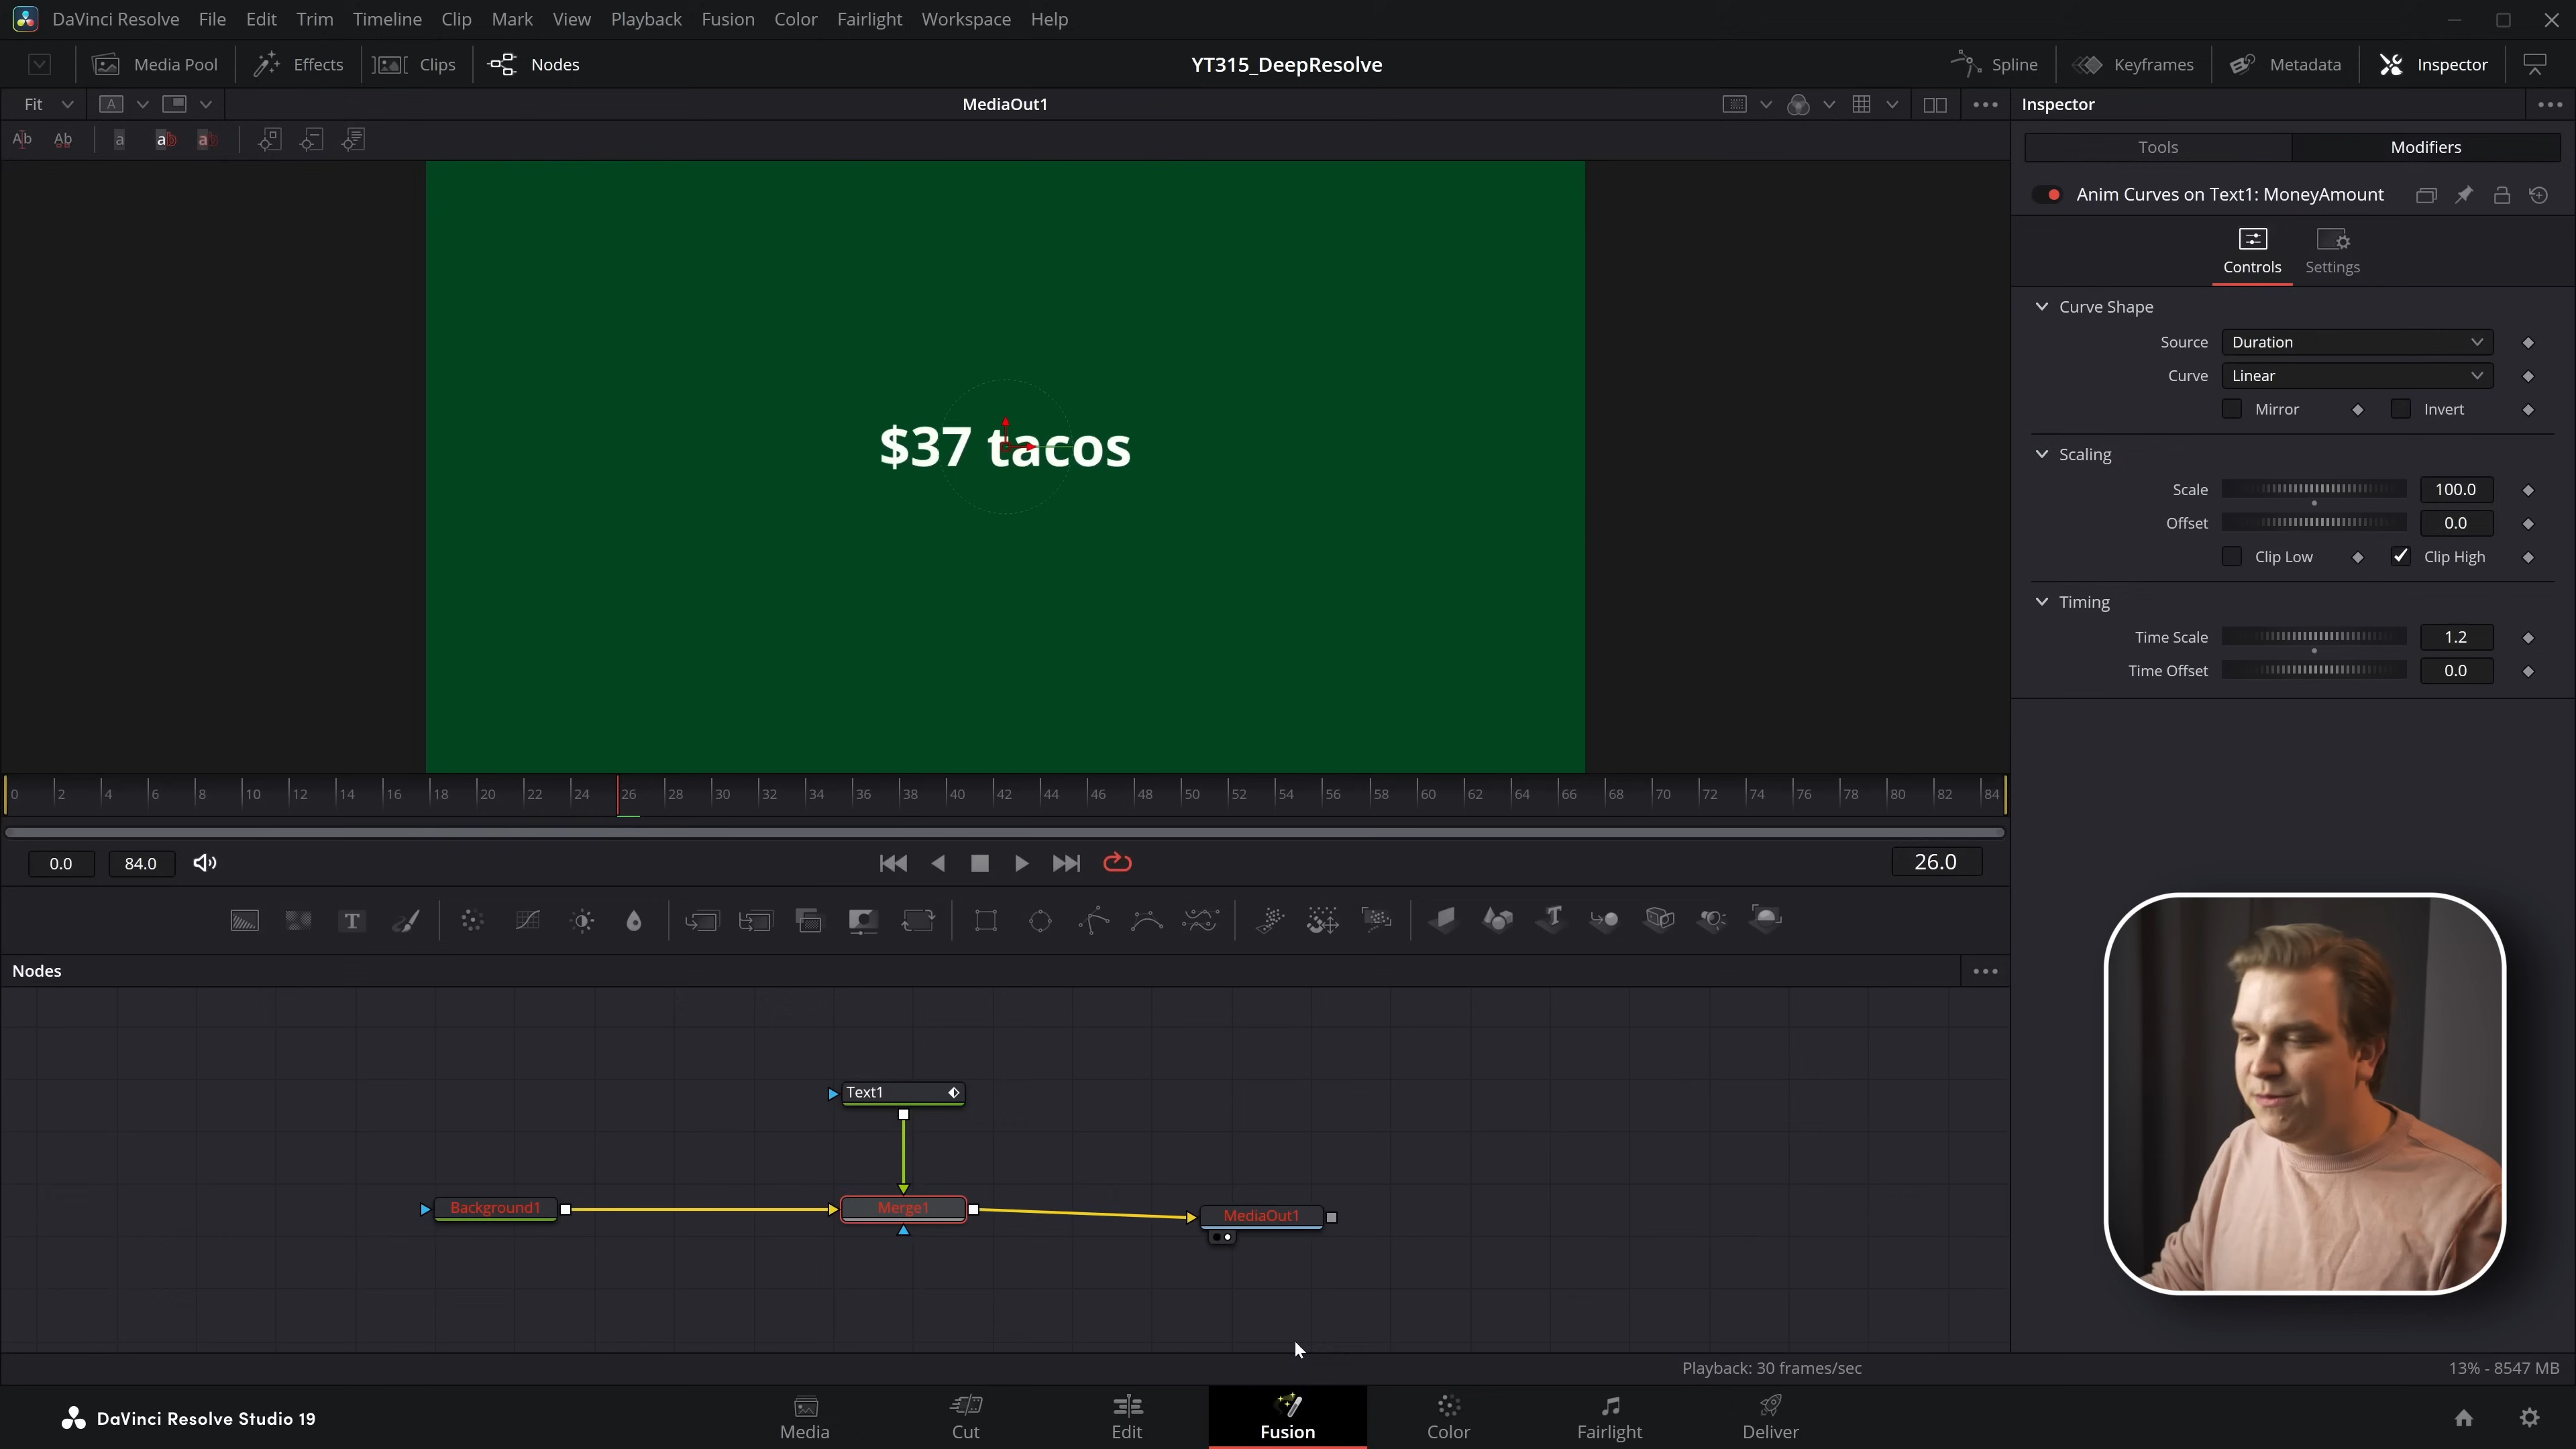 DaVinci Resolve File Edit Trim Timeline Clip Mark View Playback Fusion Color Fairlight Workspace Help
Media Pool Effects Clips Nodes YT315_DeepResolve Spline Keyframes Metadata Inspector
Fit A MediaOut1 Inspector
Tools Modifiers
Anim Curves on Text1: MoneyAmount
Controls Settings
Curve Shape
Source Duration
Curve Linear
Mirror Invert
Scaling
Scale 100.0
Offset 0.0
Clip Low Clip High
Timing
Time Scale 1.2
Time Offset 0.0
$37 tacos
0 2 4 6 8 10 12 14 16 18 20 22 24 26 28 30 32 34 36 38 40 42 44 46 48 50 52 54 56 58 60 62 64 66 68 70 72 74 76 78 80 82 84
0.0 84.0 26.0
Nodes
Text1
Background1 Merge1 MediaOut1
Playback: 30 frames/sec 13% - 8547 MB
DaVinci Resolve Studio 19 Media Cut Edit Fusion Color Fairlight Deliver